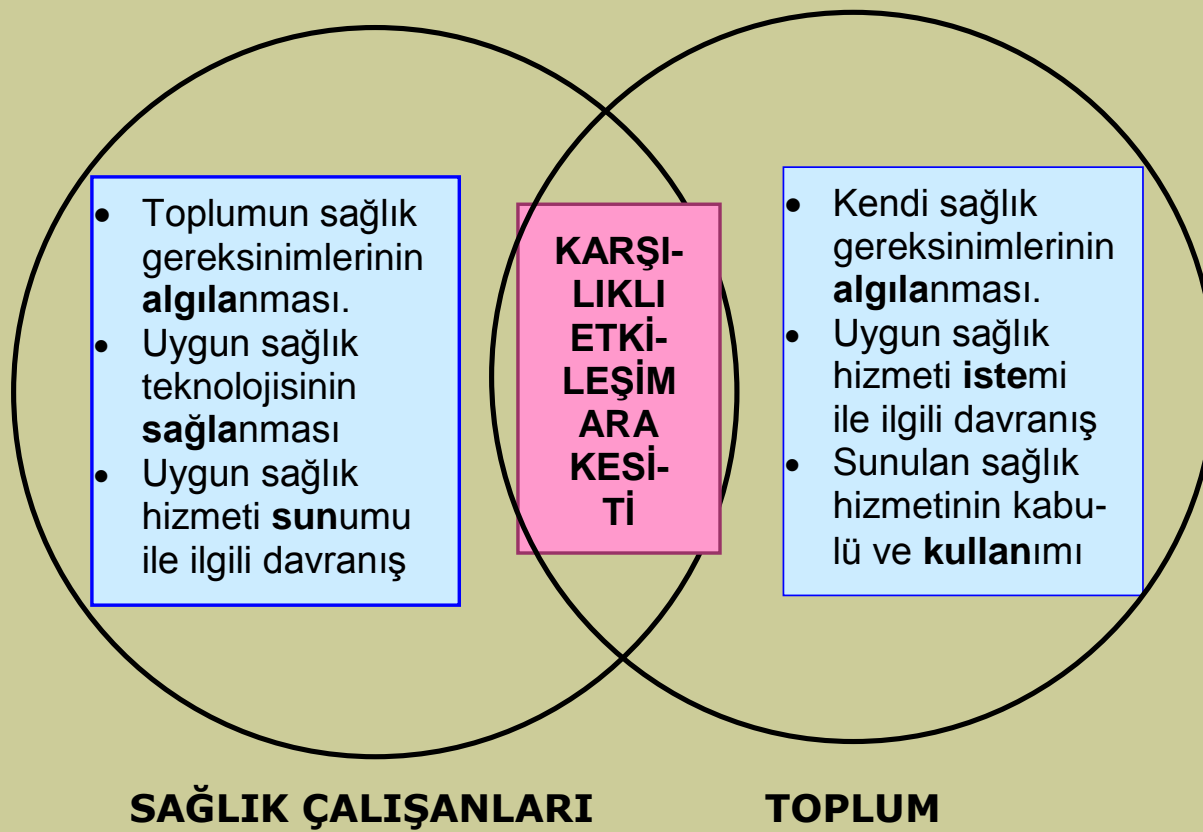 • Toplumun sağlık
gereksinimlerinin
algılanması.
• Uygun sağlık
teknolojisinin
sağlanması
• Uygun sağlık
hizmeti sunumu
ile ilgili davranış
KARŞI-
LIKLI
ETKİ-
LEŞİM
ARA
KESİ-
Tİ
• Kendi sağlık
gereksinimlerinin
algılanması.
• Uygun sağlık
hizmeti istemi
ile ilgili davranış
• Sunulan sağlık
hizmetinin kabu-
lü ve kullanımı
SAĞLIK ÇALIŞANLARI
TOPLUM